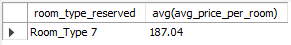 room_type_reserved avg(avg_price_per_room)
Room_Type 7 187.04